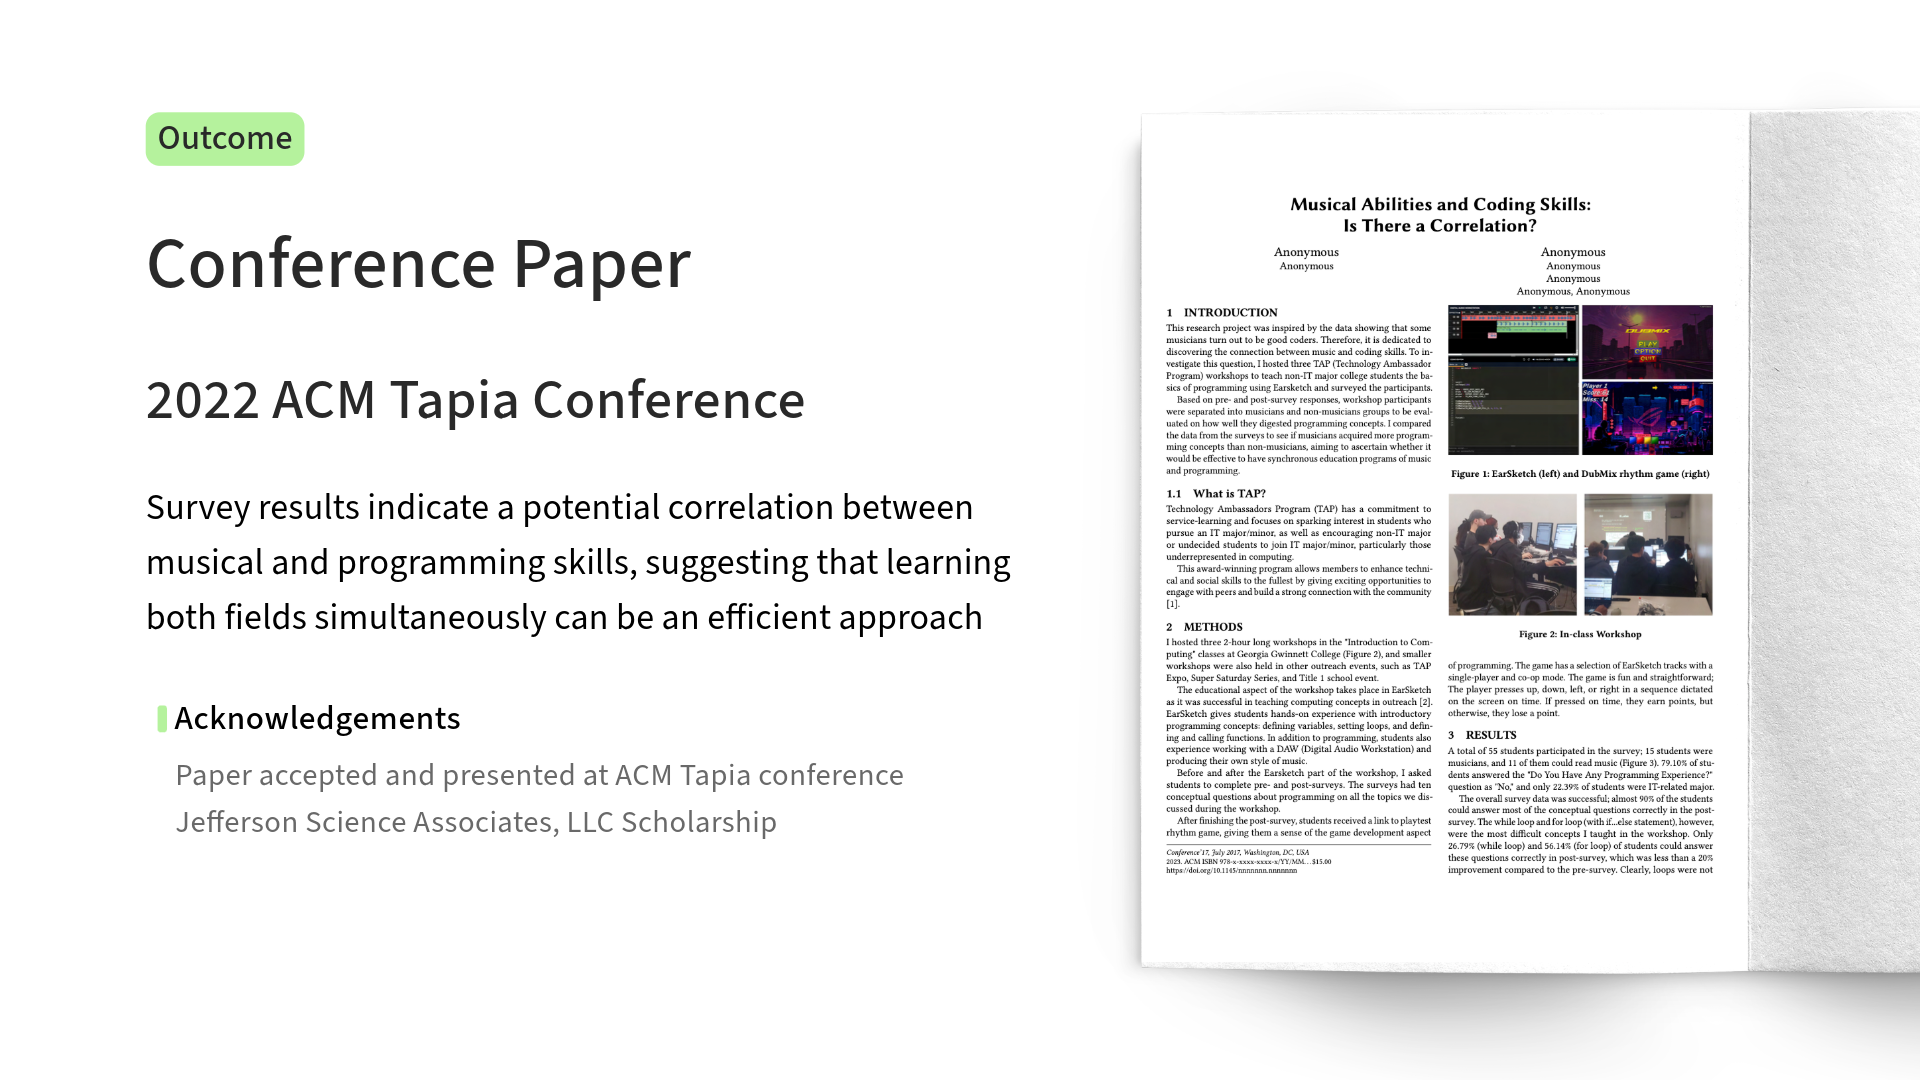 Outcome
Conference Paper
2022 ACM Tapia Conference
Survey results indicate a potential correlation between
musical and programming skills, suggesting that learning
both fields simultaneously can be an efficient approach
Acknowledgements
Paper accepted and presented at ACM Tapia conference
Jefferson Science Associates, LLC Scholarship
Musical Abilities and Coding Skills:
Is There a Correlation?
Anonymous
Anonymous
Anonymous
Anonymous
Anonymous
Anonymous, Anonymous
1 INTRODUCTION
This research project was inspired by the data showing that some
musicians turn out to be good coders. Therefore, it is dedicated to
discovering the connection between music and coding skills. To in-
vestigate this question, I hosted three TAP (Technology Ambassador
Program) workshops to teach non-IT major college students the ba-
sics of programming using Earsketch and surveyed the participants.
Based on pre- and post-survey responses, workshop participants
were separated into musicians and non-musicians groups to be eval-
uated on how well they digested programming concepts. I compared
the data from the surveys to see if musicians acquired more program-
ming concepts than non-musicians, aiming to ascertain whether it
would be effective to have synchronous education programs of music
and programming.
1.1 What is TAP?
Technology Ambassadors Program (TAP) has a commitment to
service-learning and focuses on sparking interest in students who
pursue an IT major/minor, as well as encouraging non-IT major
or undecided students to join IT major/minor, particularly those
underrepresented in computing.
This award-winning program allows members to enhance techni-
cal and social skills to the fullest by giving exciting opportunities to
engage with peers and build a strong connection with the community
[1].
2 METHODS
I hosted three 2-hour long workshops in the "Introduction to Com-
puting" classes at Georgia Gwinnett College (Figure 2), and smaller
workshops were also held in other outreach events, such as TAP
Expo, Super Saturday Series, and Title 1 school event.
The educational aspect of the workshop takes place in EarSketch
as it was successful in teaching computing concepts in outreach [2].
EarSketch gives students hands-on experience with introductory
programming concepts: defining variables, setting loops, and defin-
ing and calling functions. In addition to programming, students also
experience working with a DAW (Digital Audio Workstation) and
producing their own style of music.
Before and after the Earsketch part of the workshop, I asked
students to complete pre- and post-surveys. The surveys had ten
conceptual questions about programming on all the topics we dis-
cussed during the workshop.
After finishing the post-survey, students received a link to playtest
rhythm game, giving them a sense of the game development aspect
Conference'17, July 2017, Washington, DC, USA
2023. ACM ISBN 978-x-xxxx-xxxx-x/YY/MM...$15.00
https://doi.org/10.1145/nnnnnnn.nnnnnnn
DUBMIX
PLAY
OPTION
QUIT
Player 1
Miss: 14
Figure 1: EarSketch (left) and DubMix rhythm game (right)
Figure 2: In-class Workshop
of programming. The game has a selection of EarSketch tracks with a
single-player and co-op mode. The game is fun and straightforward;
The player presses up, down, left, or right in a sequence dictated
on the screen on time. If pressed on time, they earn points, but
otherwise, they lose a point.
3 RESULTS
A total of 55 students participated in the survey; 15 students were
musicians, and 11 of them could read music (Figure 3). 79.10% of stu-
dents answered the "Do You Have Any Programming Experience?"
question as "No," and only 22.39% of students were IT-related major.
The overall survey data was successful; almost 90% of the students
could answer most of the conceptual questions correctly in the post-
survey. The while loop and for loop (with if...else statement), however,
were the most difficult concepts I taught in the workshop. Only
26.79% (while loop) and 56.14% (for loop) of students could answer
these questions correctly in post-survey, which was less than a 20%
improvement compared to the pre-survey. Clearly, loops were not